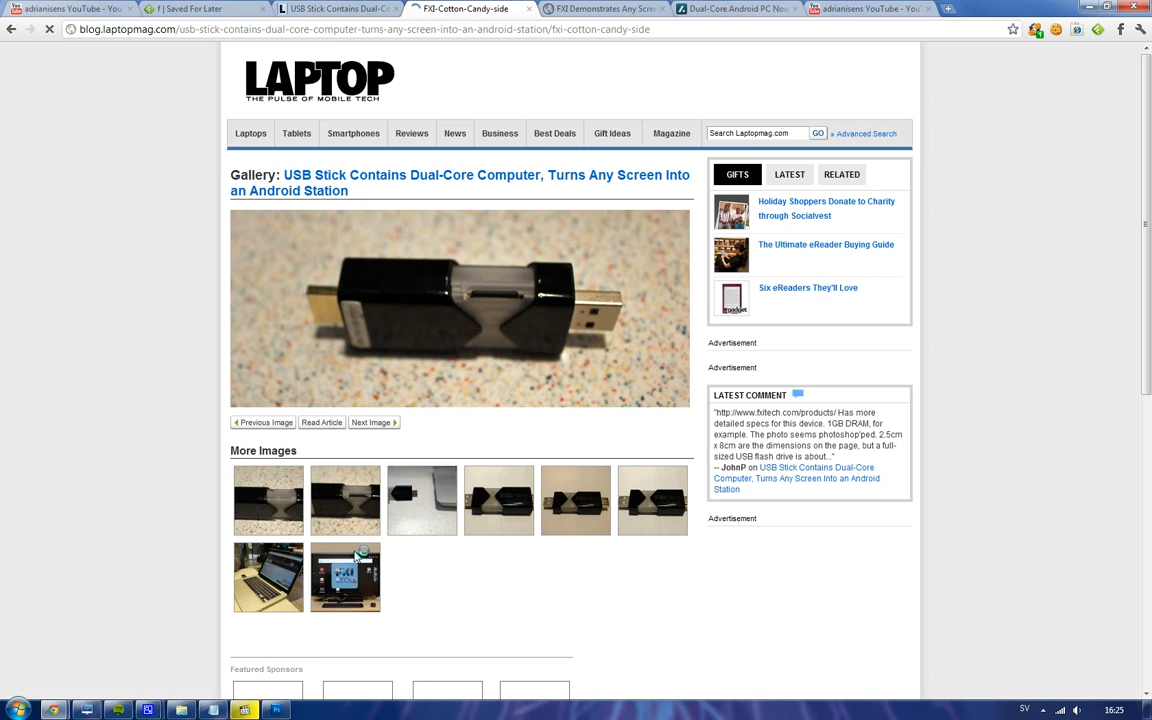 adrianisens YouTube - You
f | Saved For Later
USB Stick Contains Dual-Co
FXI-Cotton-Candy-side
FXI Demonstrates Any Scree
Dual-Core Android PC Now
adrianisens YouTube - You
blog.laptopmag.com/usb-stick-contains-dual-core-computer-turns-any-screen-into-an-android-station/fxi-cotton-candy-side
LAPTOP
THE PULSE OF MOBILE TECH
Laptops Tablets Smartphones Reviews News Business Best Deals Gift Ideas Magazine Search Laptopmag.com GO » Advanced Search
Gallery: USB Stick Contains Dual-Core Computer, Turns Any Screen Into
an Android Station
Previous Image Read Article Next Image
More Images
Featured Sponsors
GIFTS LATEST RELATED
Holiday Shoppers Donate to Charity
through Socialvest
The Ultimate eReader Buying Guide
Six eReaders They'll Love
Advertisement
Advertisement
LATEST COMMENT
"http://www.fxitech.com/products/ Has more
detailed specs for this device. 1GB DRAM, for
example. The photo seems photoshop'ped. 2.5cm
x 8cm are the dimensions on the page, but a full-
sized USB flash drive is about..."
-- JohnP on USB Stick Contains Dual-Core
Computer, Turns Any Screen Into an Android
Station
Advertisement
SV
16:25